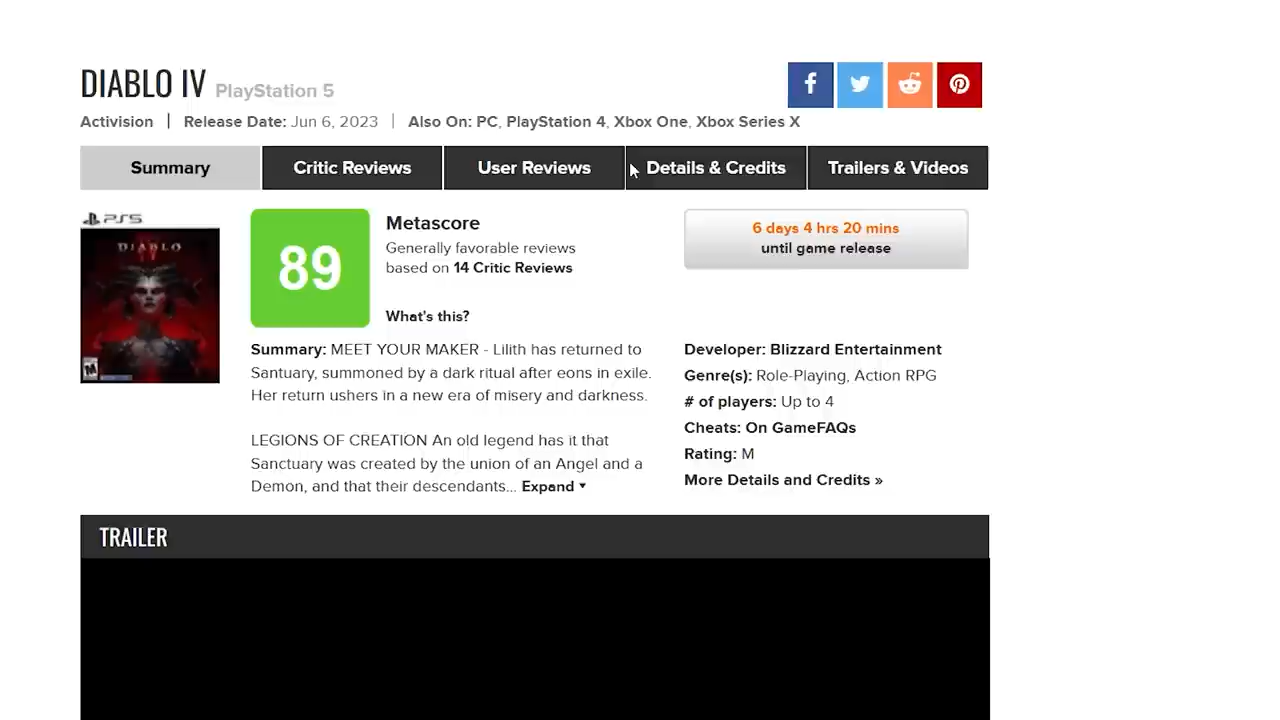 DIABLO IV PlayStation 5
Activision | Release Date: Jun 6, 2023 | Also On: PC, PlayStation 4, Xbox One, Xbox Series X
Summary Critic Reviews User Reviews Details & Credits Trailers & Videos
PS5
DIABLO
IV
M
89
Metascore
Generally favorable reviews
based on 14 Critic Reviews
What's this?
6 days 4 hrs 20 mins
until game release
Summary: MEET YOUR MAKER - Lilith has returned to
Santuary, summoned by a dark ritual after eons in exile.
Her return ushers in a new era of misery and darkness.
LEGIONS OF CREATION An old legend has it that
Sanctuary was created by the union of an Angel and a
Demon, and that their descendants... Expand ▼
Developer: Blizzard Entertainment
Genre(s): Role-Playing, Action RPG
# of players: Up to 4
Cheats: On GameFAQs
Rating: M
More Details and Credits »
TRAILER